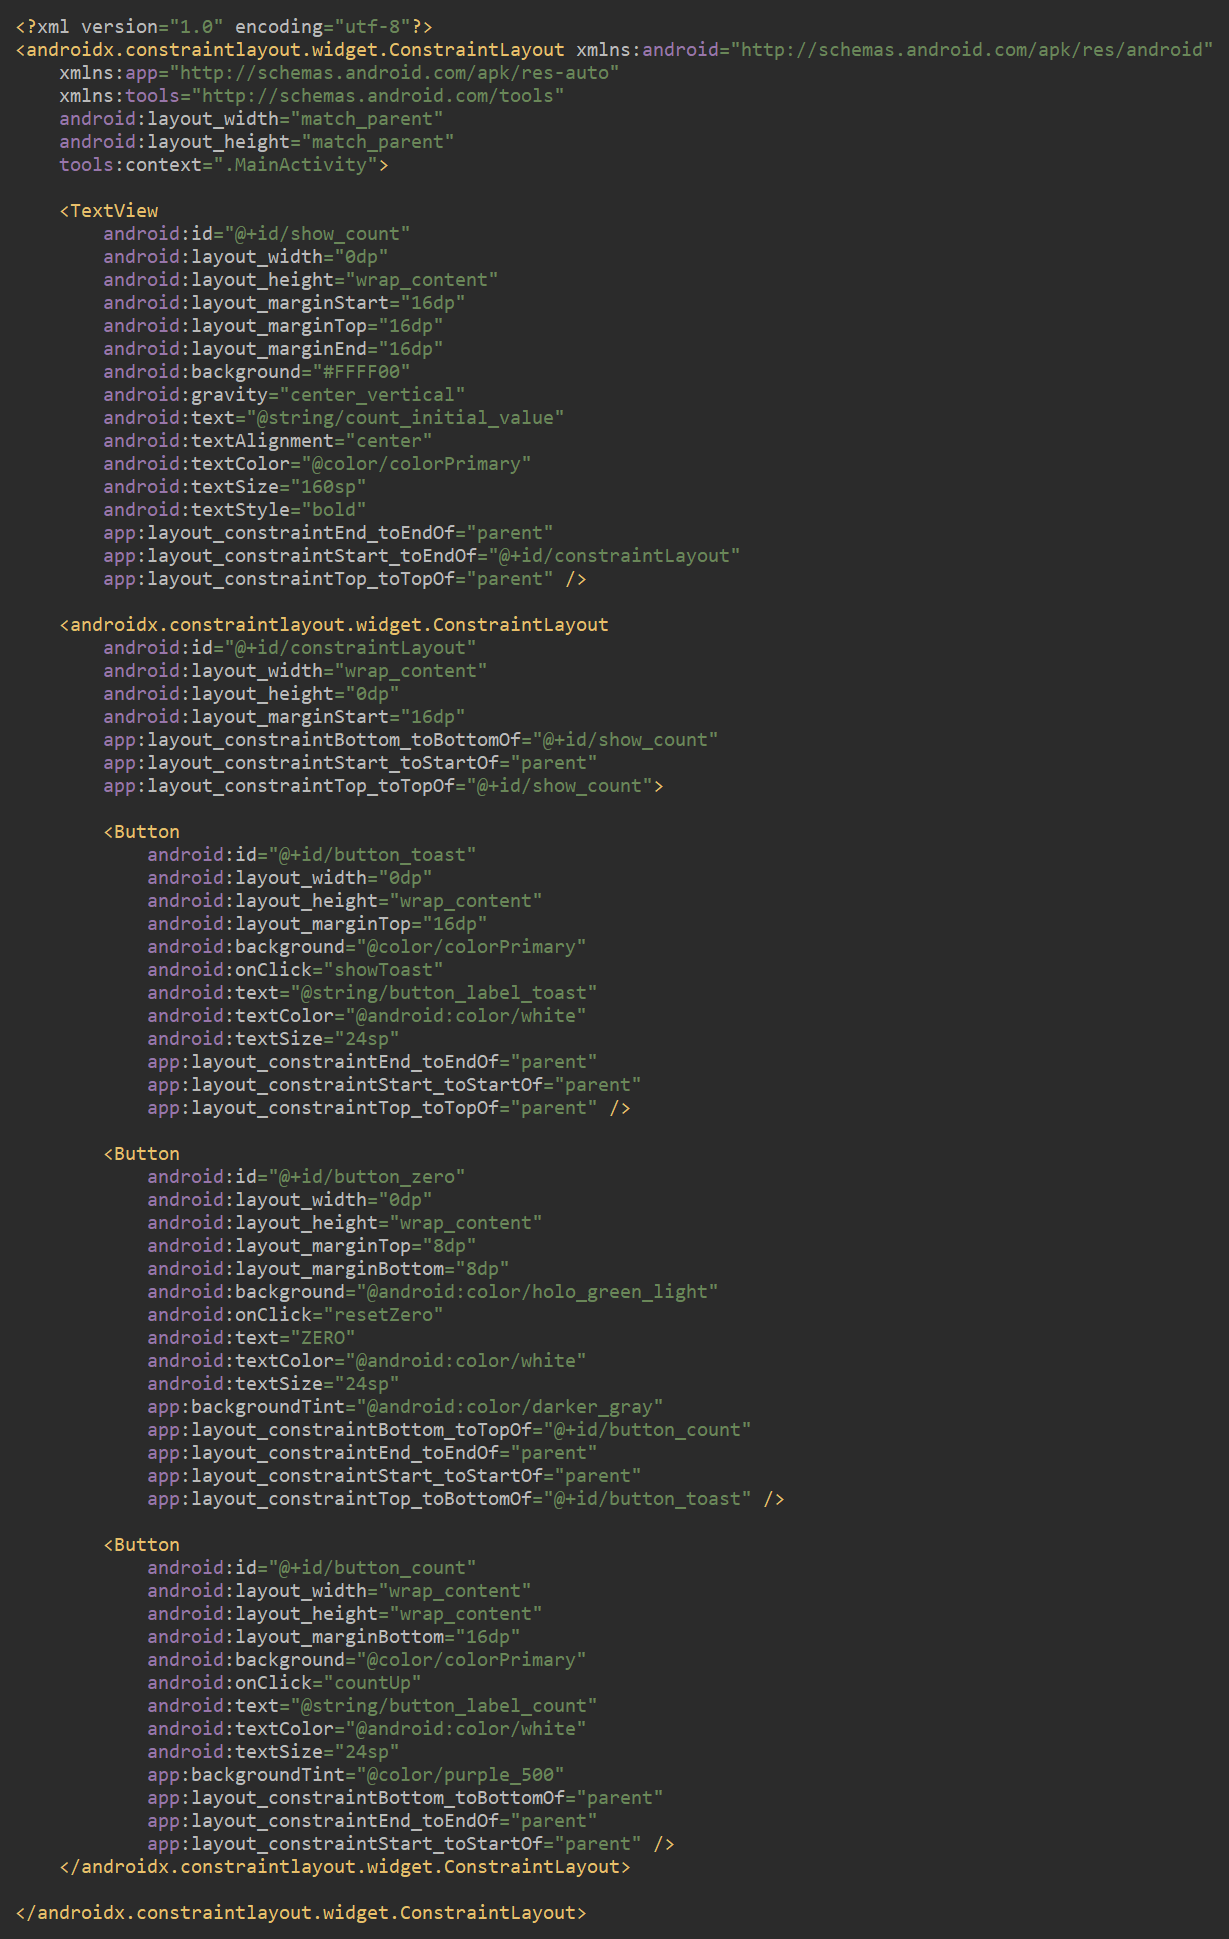 <?xml version="1.0" encoding="utf-8"?>
<androidx.constraintlayout.widget.ConstraintLayout xmlns:android="http://schemas.android.com/apk/res/android"
    xmlns:app="http://schemas.android.com/apk/res-auto"
    xmlns:tools="http://schemas.android.com/tools"
    android:layout_width="match_parent"
    android:layout_height="match_parent"
    tools:context=".MainActivity">

    <TextView
        android:id="@+id/show_count"
        android:layout_width="0dp"
        android:layout_height="wrap_content"
        android:layout_marginStart="16dp"
        android:layout_marginTop="16dp"
        android:layout_marginEnd="16dp"
        android:background="#FFFF00"
        android:gravity="center_vertical"
        android:text="@string/count_initial_value"
        android:textAlignment="center"
        android:textColor="@color/colorPrimary"
        android:textSize="160sp"
        android:textStyle="bold"
        app:layout_constraintEnd_toEndOf="parent"
        app:layout_constraintStart_toEndOf="@+id/constraintLayout"
        app:layout_constraintTop_toTopOf="parent" />

    <androidx.constraintlayout.widget.ConstraintLayout
        android:id="@+id/constraintLayout"
        android:layout_width="wrap_content"
        android:layout_height="0dp"
        android:layout_marginStart="16dp"
        app:layout_constraintBottom_toBottomOf="@+id/show_count"
        app:layout_constraintStart_toStartOf="parent"
        app:layout_constraintTop_toTopOf="@+id/show_count">

        <Button
            android:id="@+id/button_toast"
            android:layout_width="0dp"
            android:layout_height="wrap_content"
            android:layout_marginTop="16dp"
            android:background="@color/colorPrimary"
            android:onClick="showToast"
            android:text="@string/button_label_toast"
            android:textColor="@android:color/white"
            android:textSize="24sp"
            app:layout_constraintEnd_toEndOf="parent"
            app:layout_constraintStart_toStartOf="parent"
            app:layout_constraintTop_toTopOf="parent" />

        <Button
            android:id="@+id/button_zero"
            android:layout_width="0dp"
            android:layout_height="wrap_content"
            android:layout_marginTop="8dp"
            android:layout_marginBottom="8dp"
            android:background="@android:color/holo_green_light"
            android:onClick="resetZero"
            android:text="ZERO"
            android:textColor="@android:color/white"
            android:textSize="24sp"
            app:backgroundTint="@android:color/darker_gray"
            app:layout_constraintBottom_toTopOf="@+id/button_count"
            app:layout_constraintEnd_toEndOf="parent"
            app:layout_constraintStart_toStartOf="parent"
            app:layout_constraintTop_toBottomOf="@+id/button_toast" />

        <Button
            android:id="@+id/button_count"
            android:layout_width="wrap_content"
            android:layout_height="wrap_content"
            android:layout_marginBottom="16dp"
            android:background="@color/colorPrimary"
            android:onClick="countUp"
            android:text="@string/button_label_count"
            android:textColor="@android:color/white"
            android:textSize="24sp"
            app:backgroundTint="@color/purple_500"
            app:layout_constraintBottom_toBottomOf="parent"
            app:layout_constraintEnd_toEndOf="parent"
            app:layout_constraintStart_toStartOf="parent" />
    </androidx.constraintlayout.widget.ConstraintLayout>

</androidx.constraintlayout.widget.ConstraintLayout>